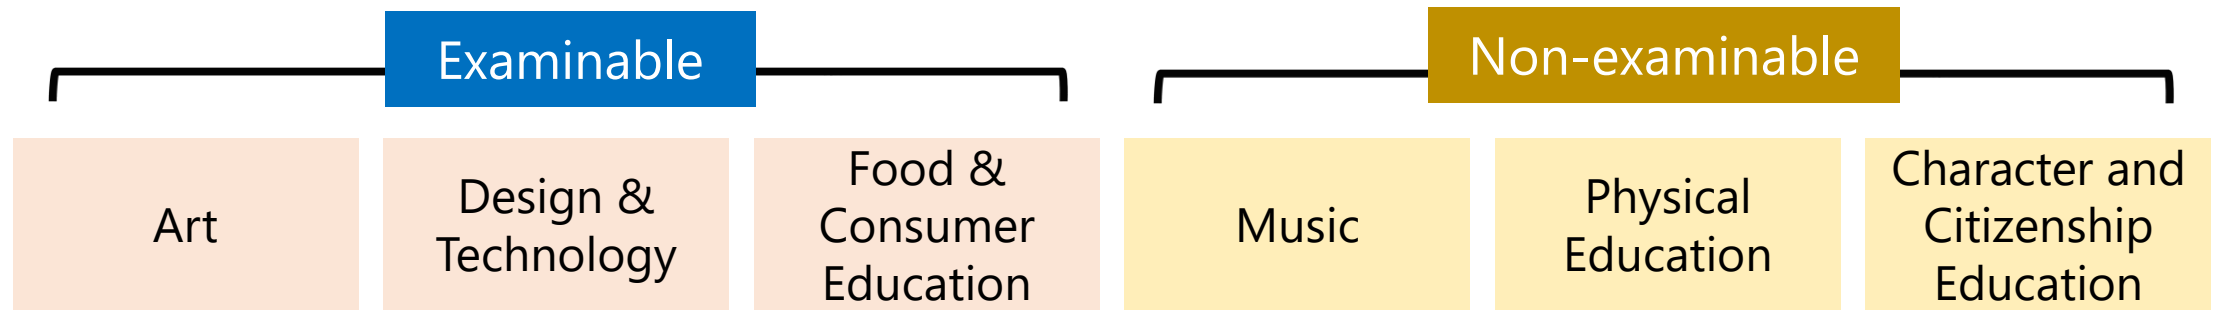 Examinable
Non-examinable
Art
Design &
Technology
Food &
Consumer
Education
Music
Physical
Education
Character and
Citizenship
Education